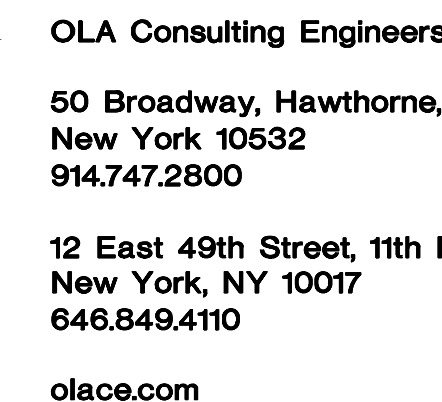 OLA Consulting Engineers
50 Broadway, Hawthorne,
New York 10532
914.747.2800
12 East 49th Street, 11th
New York, NY 10017
646.849.4110
olace.com